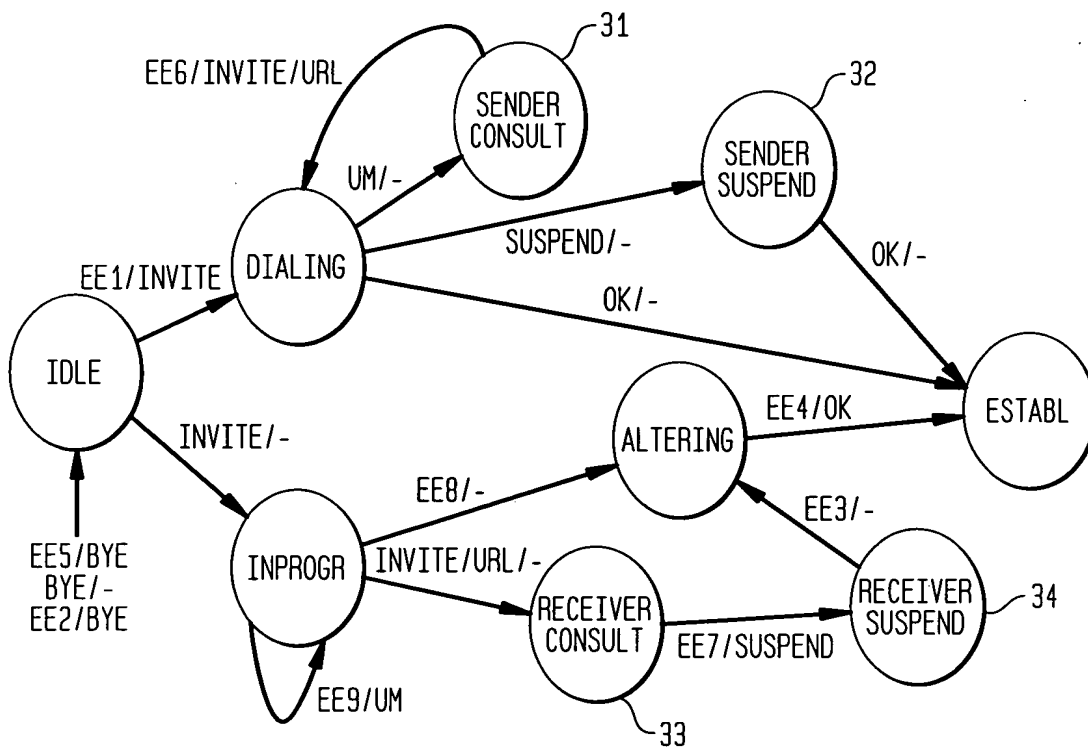 31
EE6/INVITE/URL
SENDER
CONSULT
32
SENDER
SUSPEND
UM/-
SUSPEND/-
DIALING
OK/-
OK/-
EE1/INVITE
IDLE
ESTABL
EE4/OK
ALTERING
INVITE/-
EE8/-
EE3/-
EE5/BYE
BYE/-
EE2/BYE
INPROGR
INVITE/URL/-
RECEIVER
CONSULT
RECEIVER
SUSPEND
34
EE7/SUSPEND
EE9/UM
33